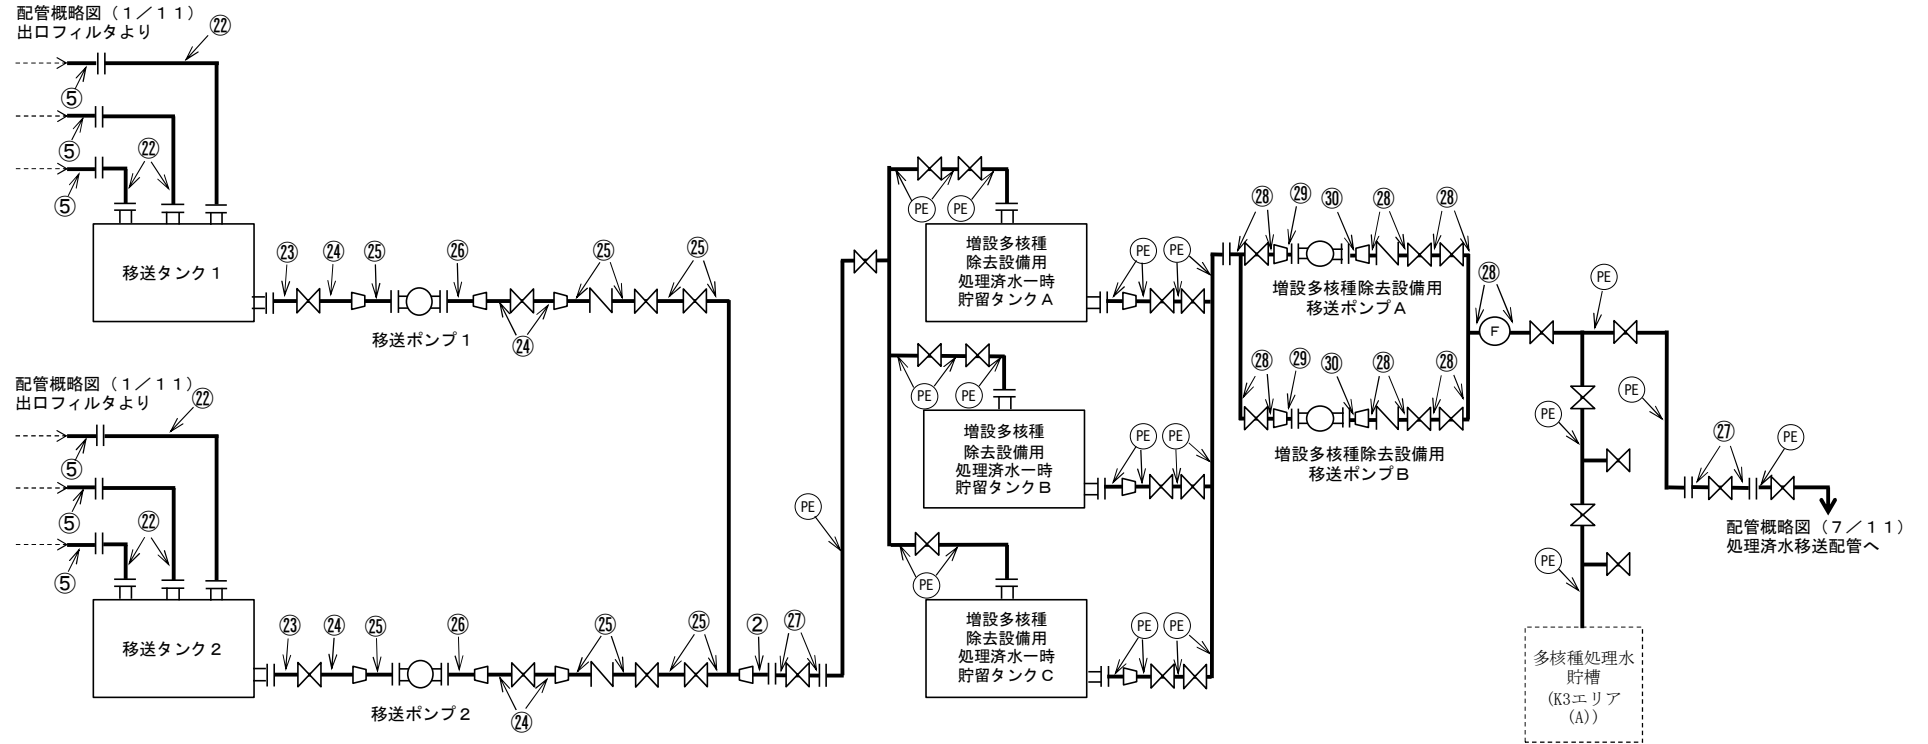 配管概略図（１／１１）
出口フィルタより
㉒
⑤
⑤
㉒
⑤
移送タンク１
㉓
㉔
㉕
㉖
㉕
㉕
㉔
移送ポンプ１
配管概略図（１／１１）
出口フィルタより
㉒
⑤
⑤
㉒
⑤
移送タンク２
㉓
㉔
㉕
㉖
㉕
㉕
②
㉗
㉔
移送ポンプ２
PE
PE
PE
増設多核種
除去設備用
処理済水一時
貯留タンクＡ
PE
PE
PE
PE
増設多核種
除去設備用
処理済水一時
貯留タンクＢ
PE
PE
PE
増設多核種
除去設備用
処理済水一時
貯留タンクＣ
PE
PE
㉘
㉙
㉚
㉘
㉘
増設多核種除去設備用
移送ポンプＡ
㉘
㉙
㉚
㉘
㉘
増設多核種除去設備用
移送ポンプＢ
㉘
F
PE
PE
PE
PE
㉗
PE
配管概略図（７／１１）
処理済水移送配管へ
多核種処理水
貯槽
(K3エリア
(A))